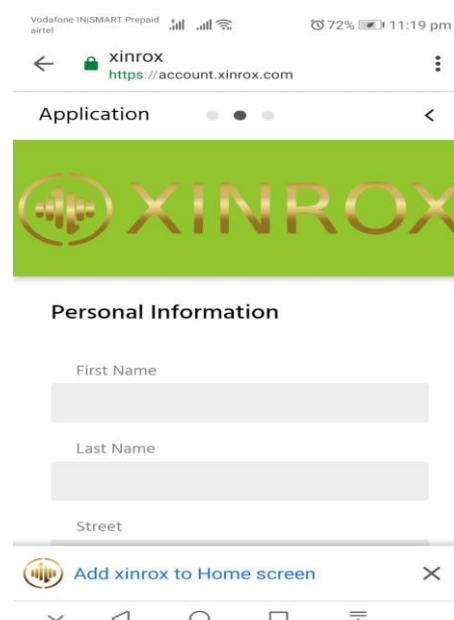 Vodafone IN|SMART Prepaid
airtel
72% 11:19 pm
xinrox
https://account.xinrox.com
Application
XINROX
Personal Information
First Name
Last Name
Street
Add xinrox to Home screen